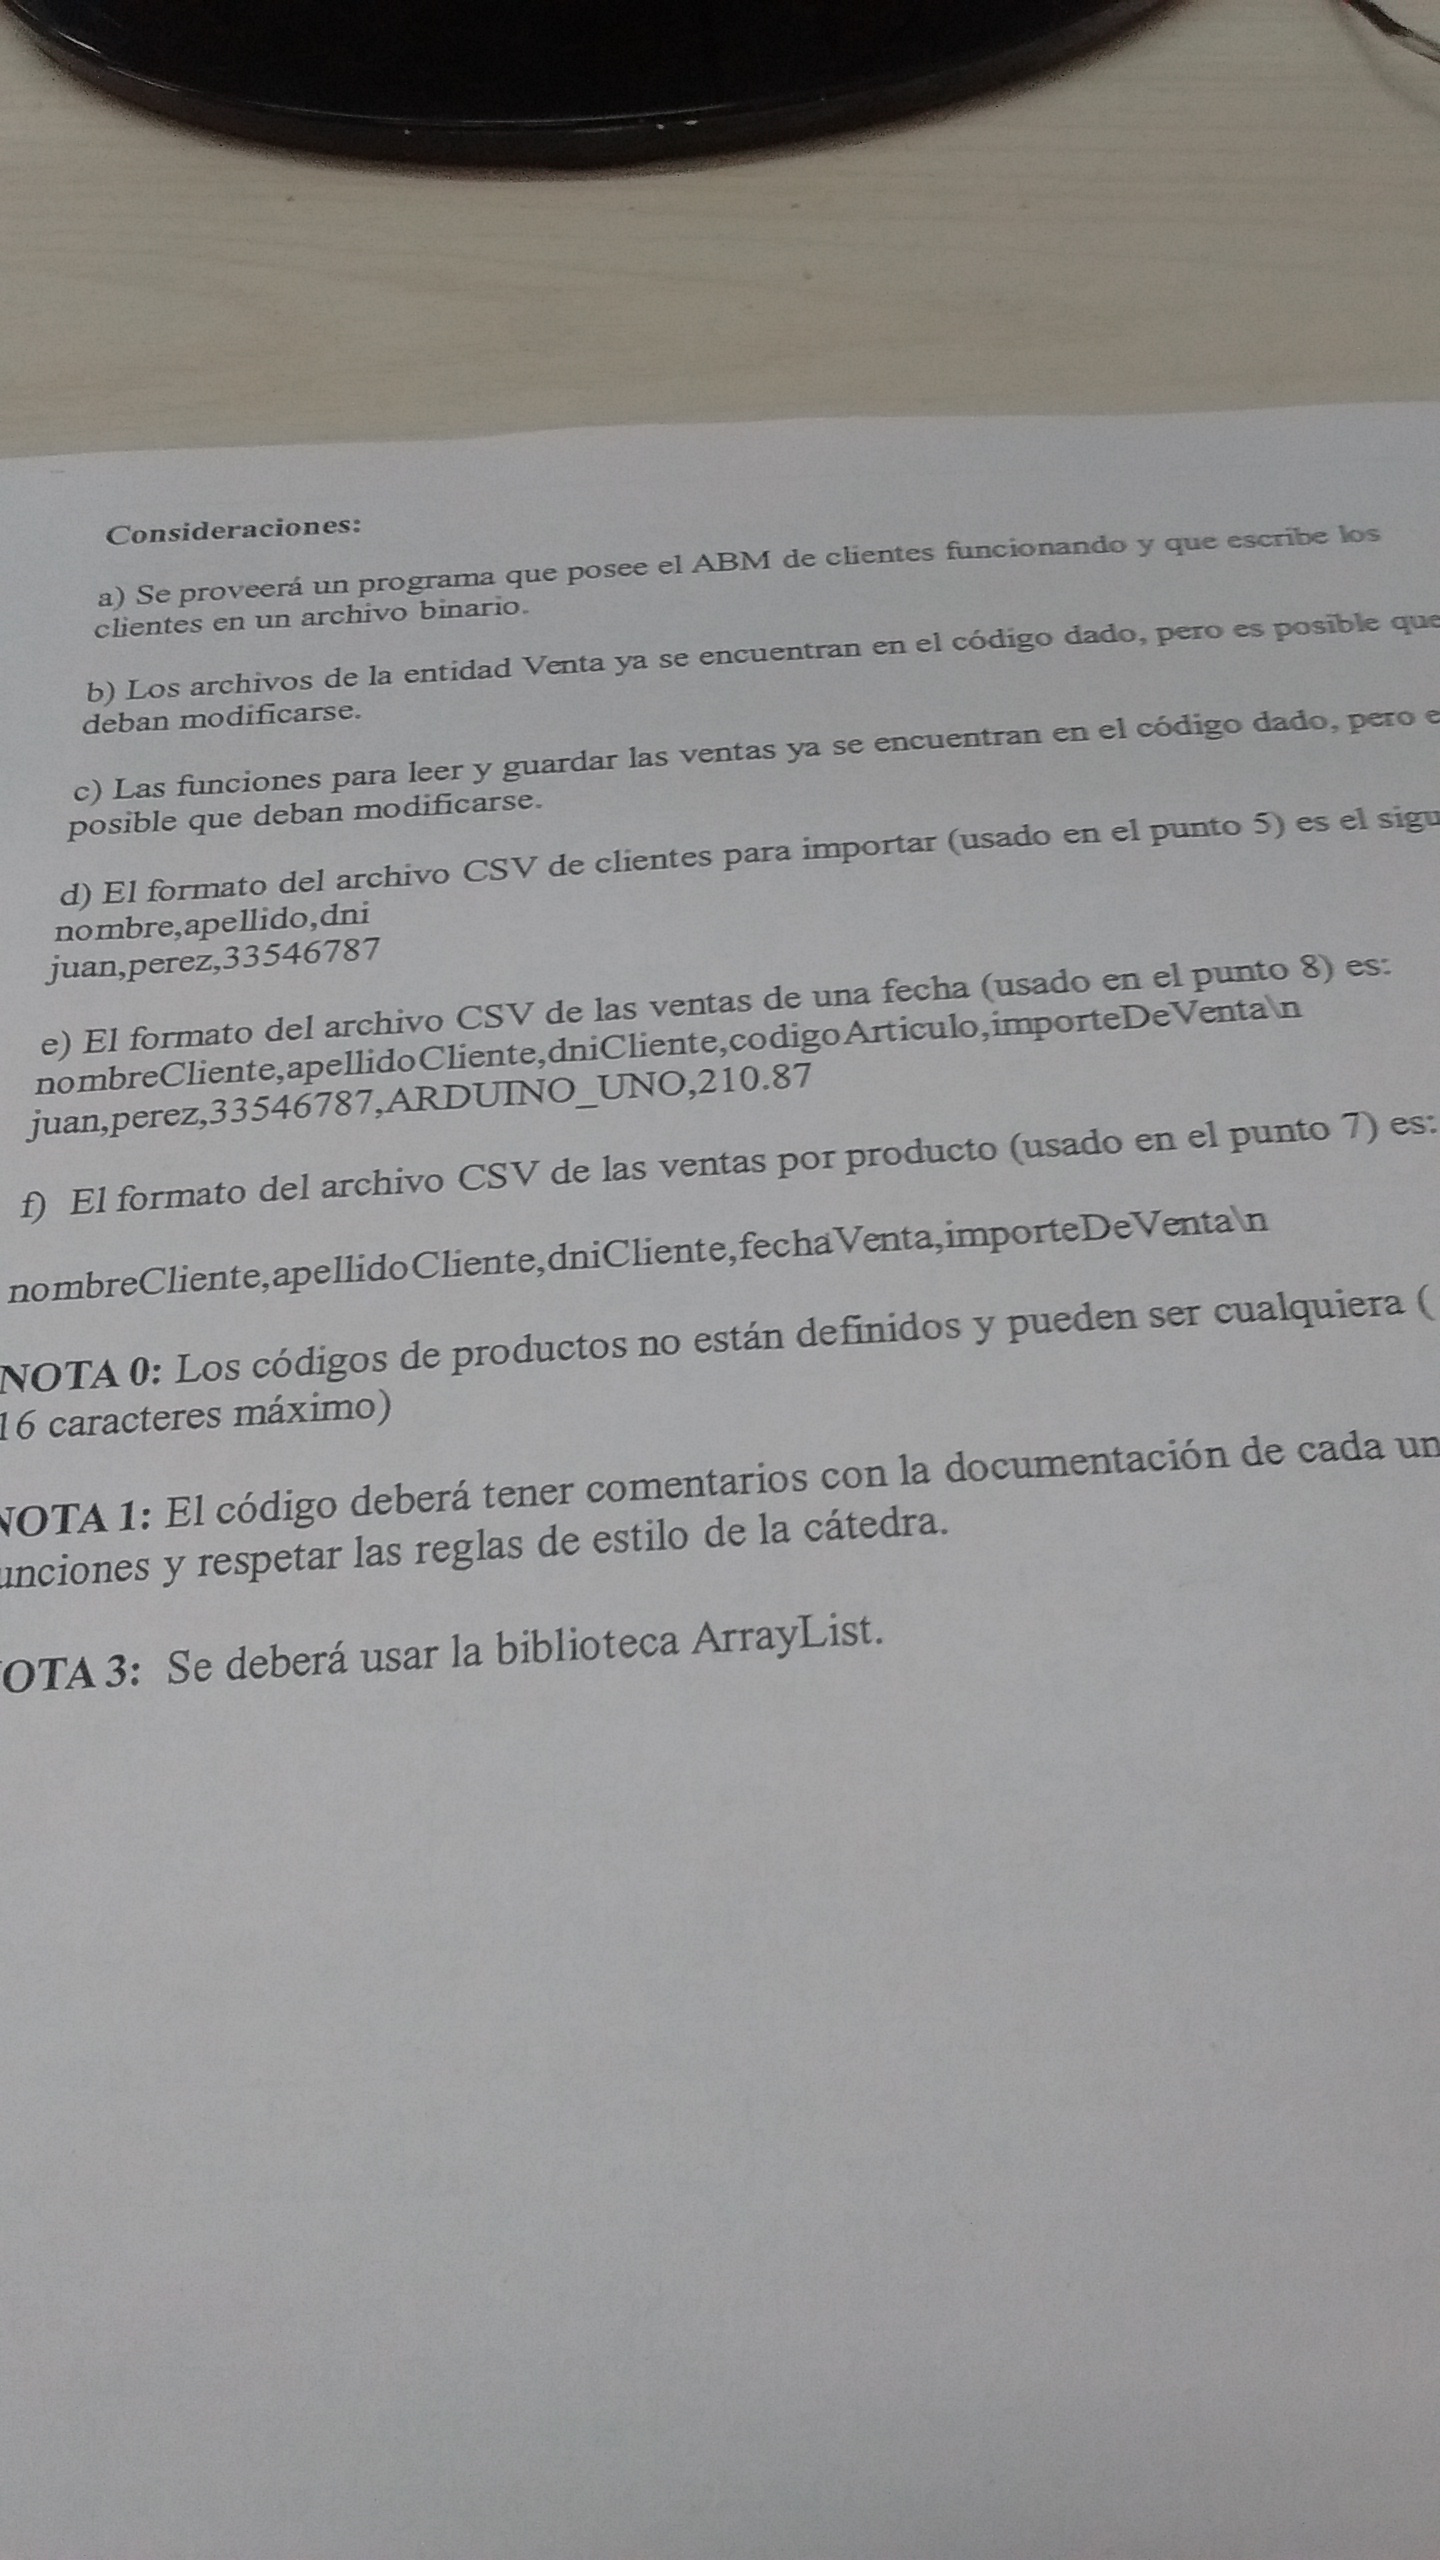 Consideraciones:
a) Se proveerá un programa que posee el ABM de clientes funcionando y que escribe los
clientes en un archivo binario.
b) Los archivos de la entidad Venta ya se encuentran en el código dado, pero es posible que
deban modificarse.
c) Las funciones para leer y guardar las ventas ya se encuentran en el código dado, pero e
posible que deban modificarse.
d) El formato del archivo CSV de clientes para importar (usado en el punto 5) es el sigu
nombre,apellido,dni
juan,perez,33546787
e) El formato del archivo CSV de las ventas de una fecha (usado en el punto 8) es:
nombreCliente,apellidoCliente,dniCliente,codigoArticulo,importeDeVenta\n
juan,perez,33546787,ARDUINO_UNO,210.87
f) El formato del archivo CSV de las ventas por producto (usado en el punto 7) es:
nombreCliente,apellidoCliente,dniCliente,fechaVenta,importeDeVenta\n
NOTA 0: Los códigos de productos no están definidos y pueden ser cualquiera (
16 caracteres máximo)
NOTA 1: El código deberá tener comentarios con la documentación de cada un
unciones y respetar las reglas de estilo de la cátedra.
OTA 3: Se deberá usar la biblioteca ArrayList.